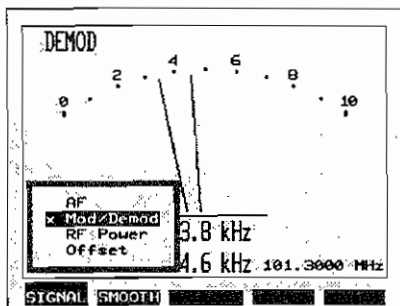 DEMOD
0 2 4 6 8 10
AF
x Mod/Demod
RF Power
Offset
3.8 kHz
4.6 kHz 101.3000 MHz
SIGNAL SMOOTH